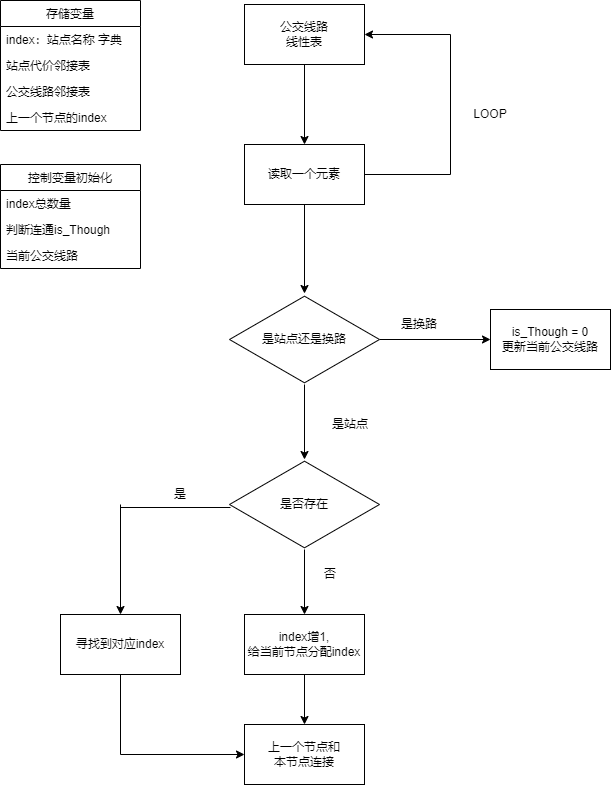 存储变量
index：站点名称 字典
站点代价邻接表
公交线路邻接表
上一个节点的index
控制变量初始化
index总数量
判断连通is_Though
当前公交线路
公交线路
线性表
LOOP
读取一个元素
是站点还是换路
是换路
is_Though = 0
更新当前公交线路
是站点
是否存在
是
否
寻找到对应index
index增1,
给当前节点分配index
上一个节点和
本节点连接